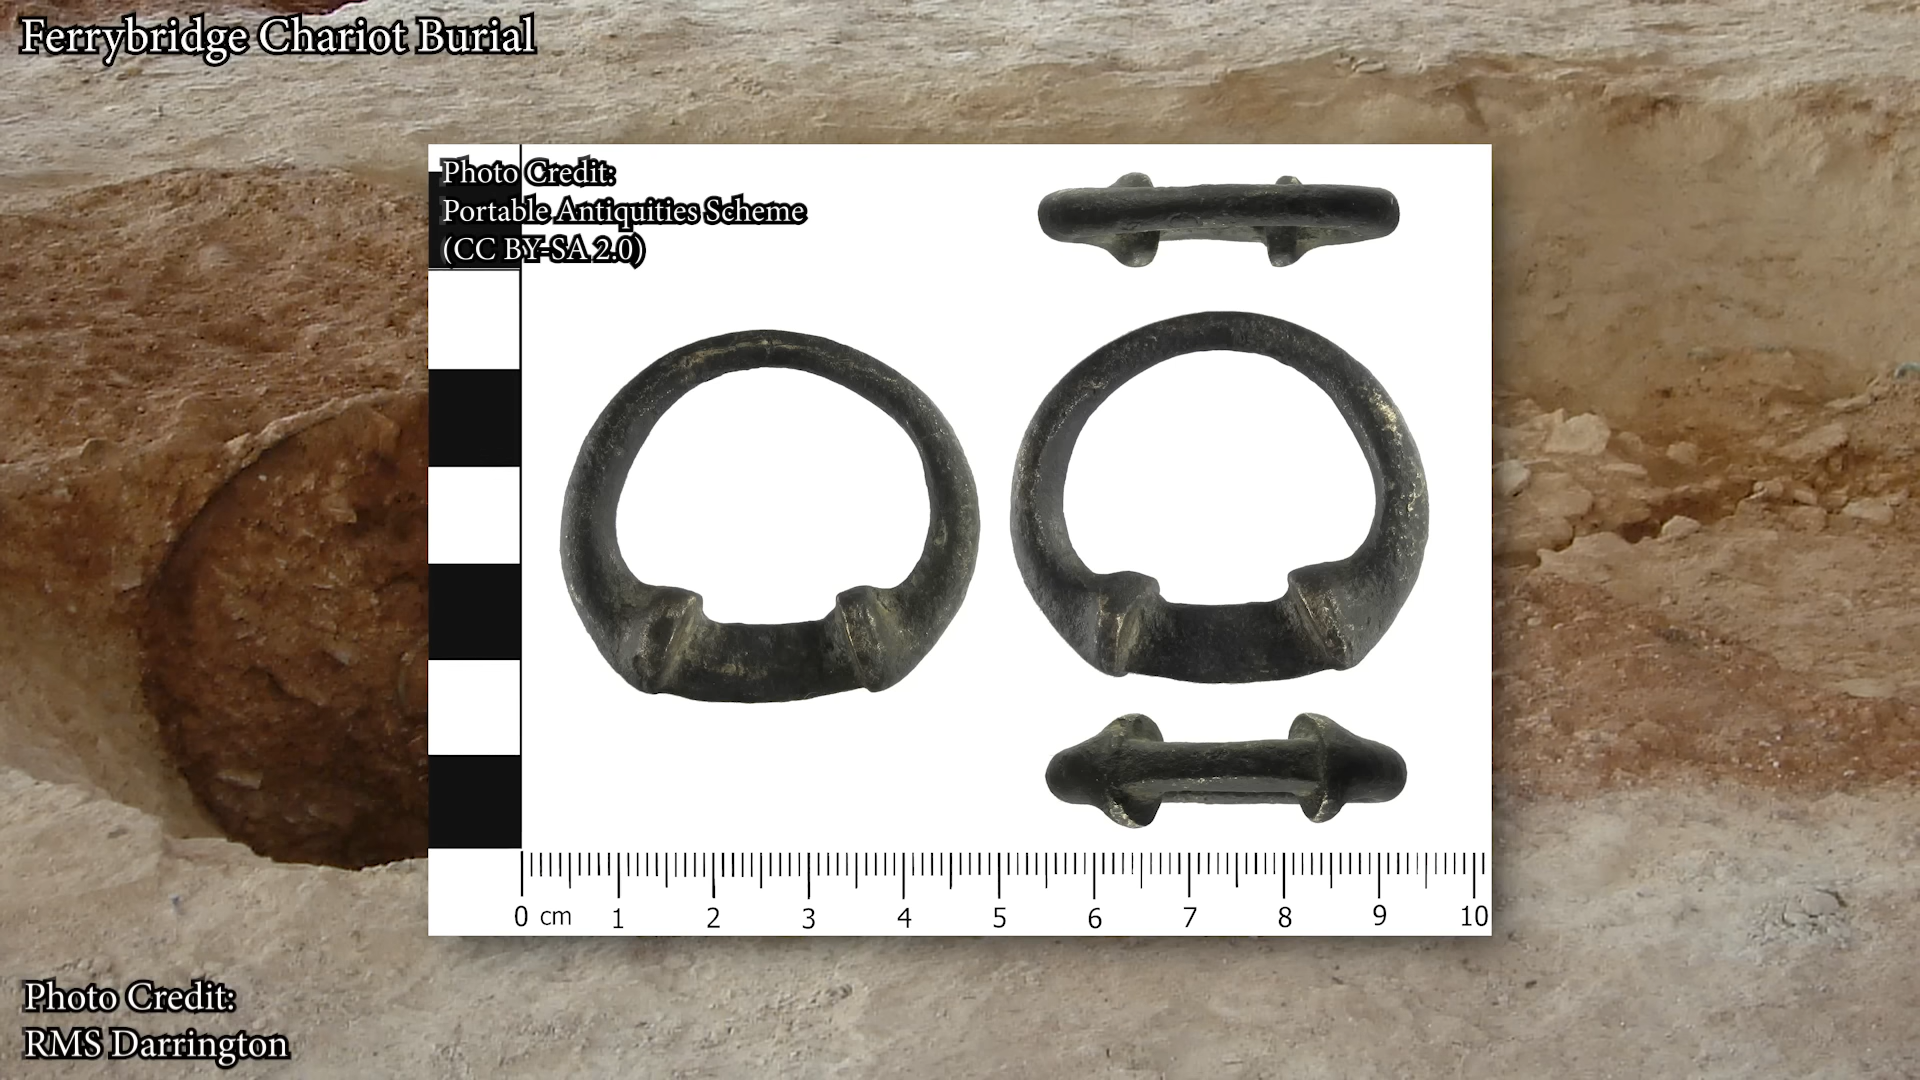 Ferrybridge Chariot Burial
Photo Credit:
Portable Antiquities Scheme
(CC BY-SA 2.0)
0 cm 1 2 3 4 5 6 7 8 9 10
Photo Credit:
RMS Darrington